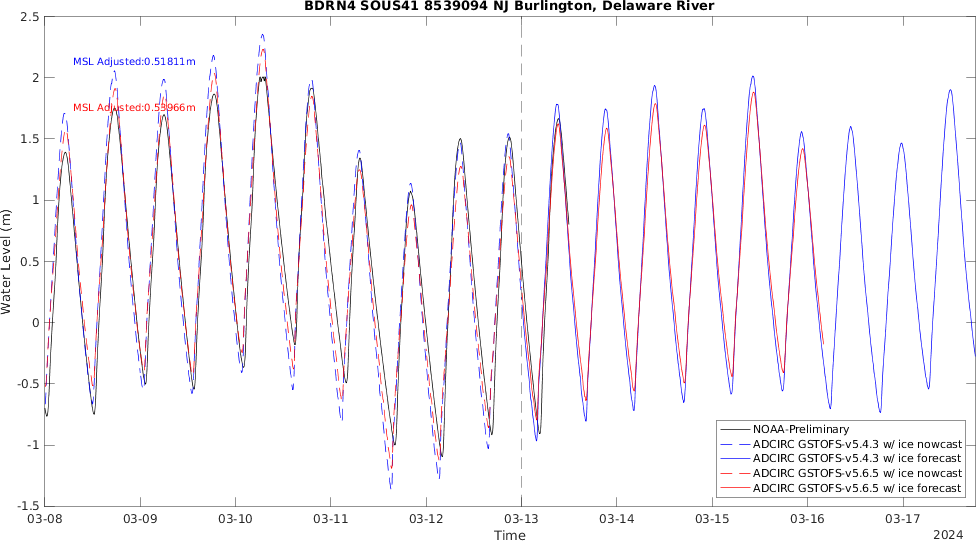 BDRN4 SOUS41 8539094 NJ Burlington, Delaware River
2.5
2
1.5
1
0.5
0
-0.5
-1
-1.5
Water Level (m)
MSL Adjusted:0.51811m
MSL Adjusted:0.53966m
NOAA-Preliminary
ADCIRC GSTOFS-v5.4.3 w/ ice nowcast
ADCIRC GSTOFS-v5.4.3 w/ ice forecast
ADCIRC GSTOFS-v5.6.5 w/ ice nowcast
ADCIRC GSTOFS-v5.6.5 w/ ice forecast
03-08 03-09 03-10 03-11 03-12 03-13 03-14 03-15 03-16 03-17
Time
2024